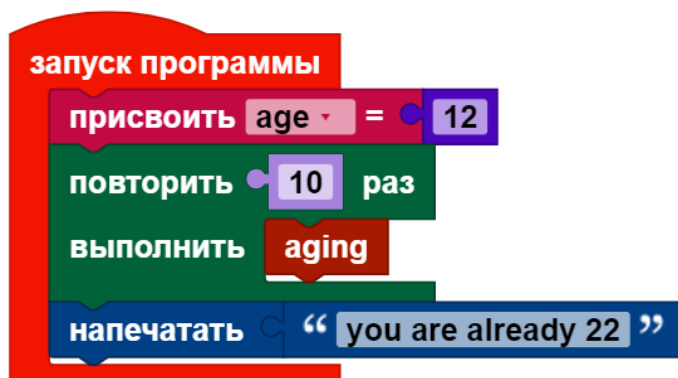 запуск программы
присвоить age = 12
повторить 10 раз
выполнить aging
напечатать “ you are already 22 ”